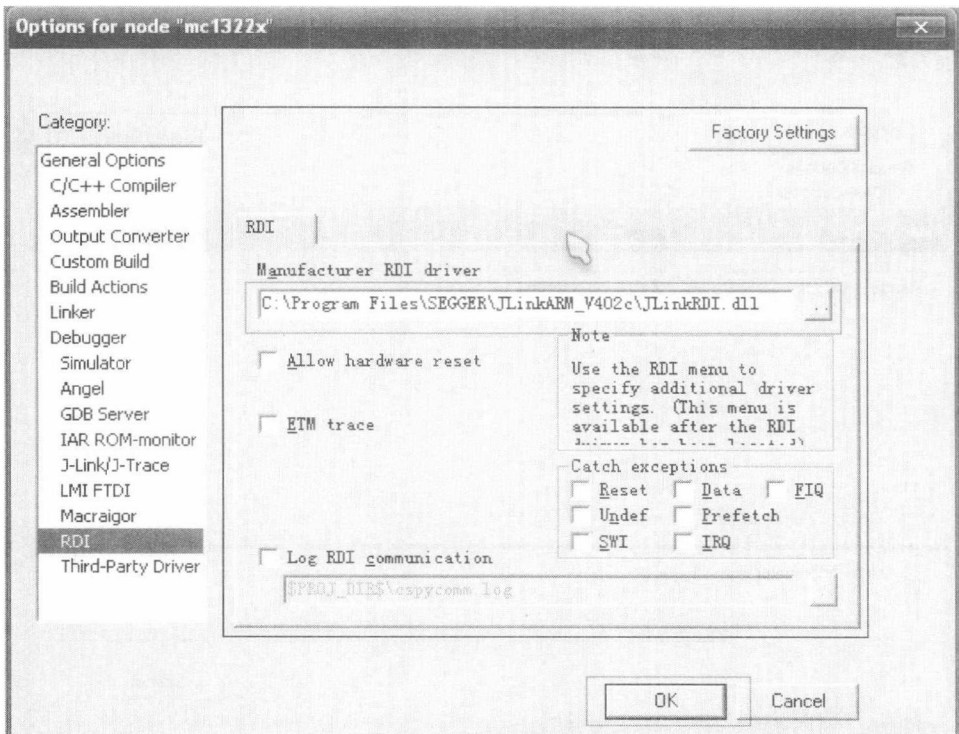 Options for node "mc1322x"
Category:
Factory Settings
General Options
C/C++ Compiler
Assembler
Output Converter
Custom Build
Build Actions
Linker
Debugger
Simulator
Angel
GDB Server
IAR ROM-monitor
J-Link/J-Trace
LMI FTDI
Macraigor
RDI
Third-Party Driver
RDI
Manufacturer RDI driver
C:\Program Files\SEGGER\JLinkARM_V402c\JLinkRDI.dll
..
Allow hardware reset
ETM trace
Note
Use the RDI menu to
specify additional driver
settings. (This menu is
available after the RDI
Catch exceptions
Reset Data FIQ
Undef Prefetch
SWI IRQ
Log RDI communication
$PROJ_DIR$\cspycomm.log
OK Cancel